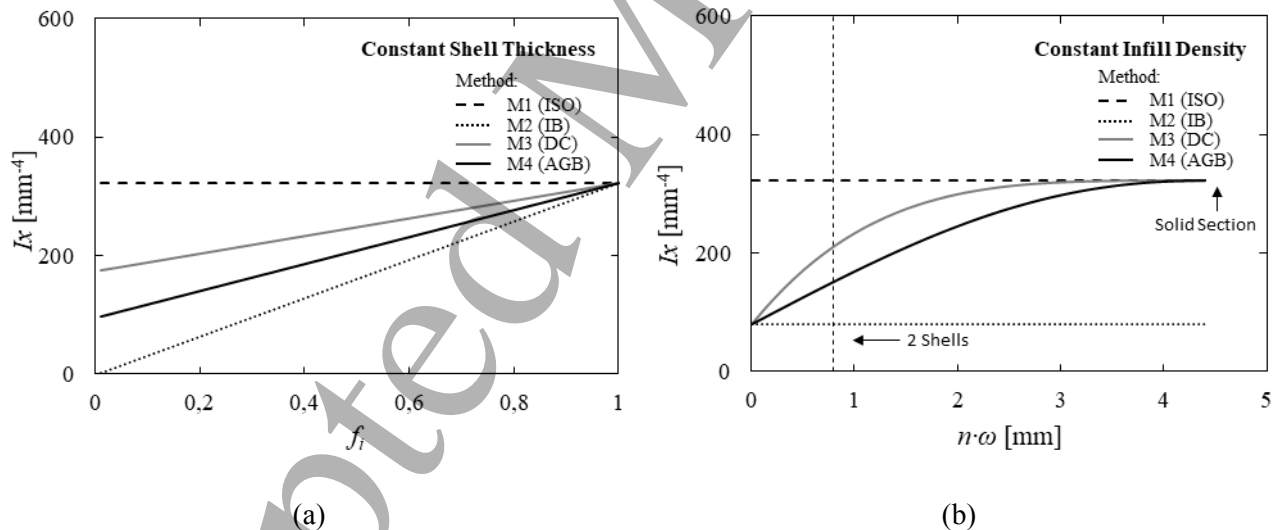 600
400
200
0
0
0,2
0,4
0,6
0,8
1
Ix [mm⁻⁴]
f_i
Constant Shell Thickness
Method:
M1 (ISO)
M2 (IB)
M3 (DC)
M4 (AGB)
(a)
600
400
200
0
0
1
2
3
4
5
Ix [mm⁻⁴]
n·ω [mm]
Constant Infill Density
Method:
M1 (ISO)
M2 (IB)
M3 (DC)
M4 (AGB)
Solid Section
2 Shells
(b)
oted M